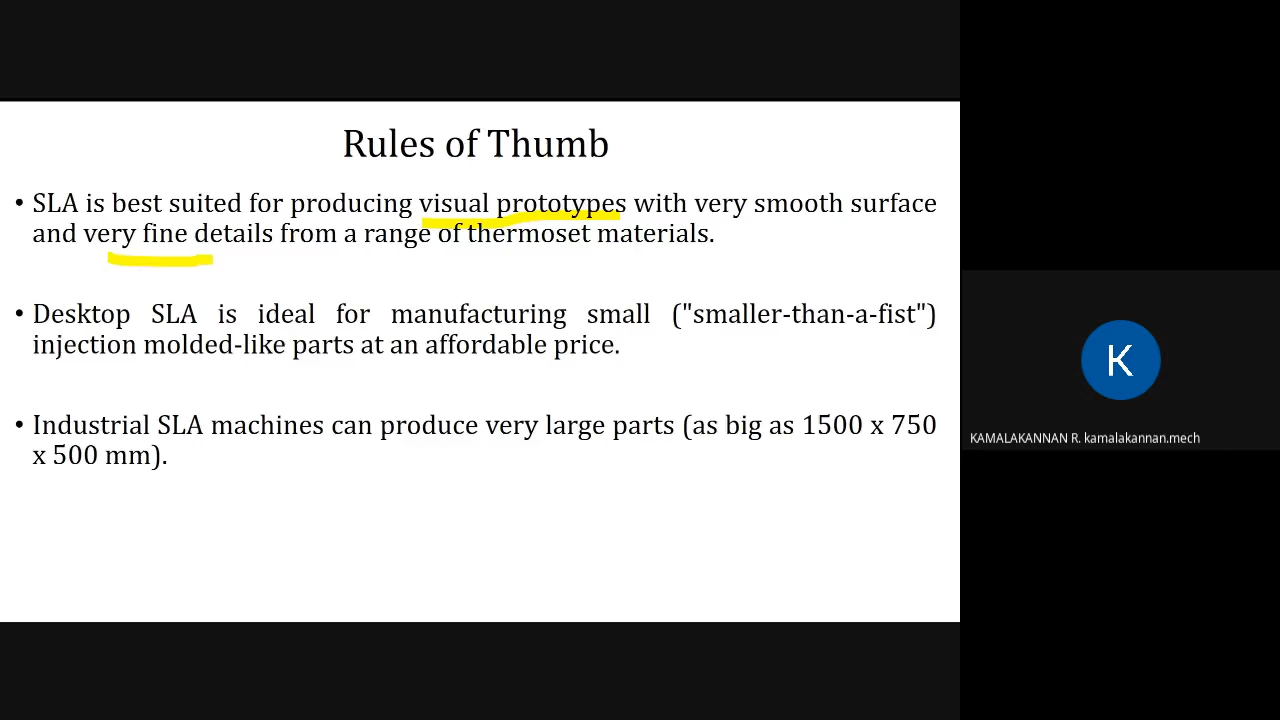 Rules of Thumb
• SLA is best suited for producing visual prototypes with very smooth surface
and very fine details from a range of thermoset materials.
• Desktop SLA is ideal for manufacturing small ("smaller-than-a-fist")
injection molded-like parts at an affordable price.
• Industrial SLA machines can produce very large parts (as big as 1500 x 750
x 500 mm).
K
KAMALAKANNAN R. kamalakannan.mech